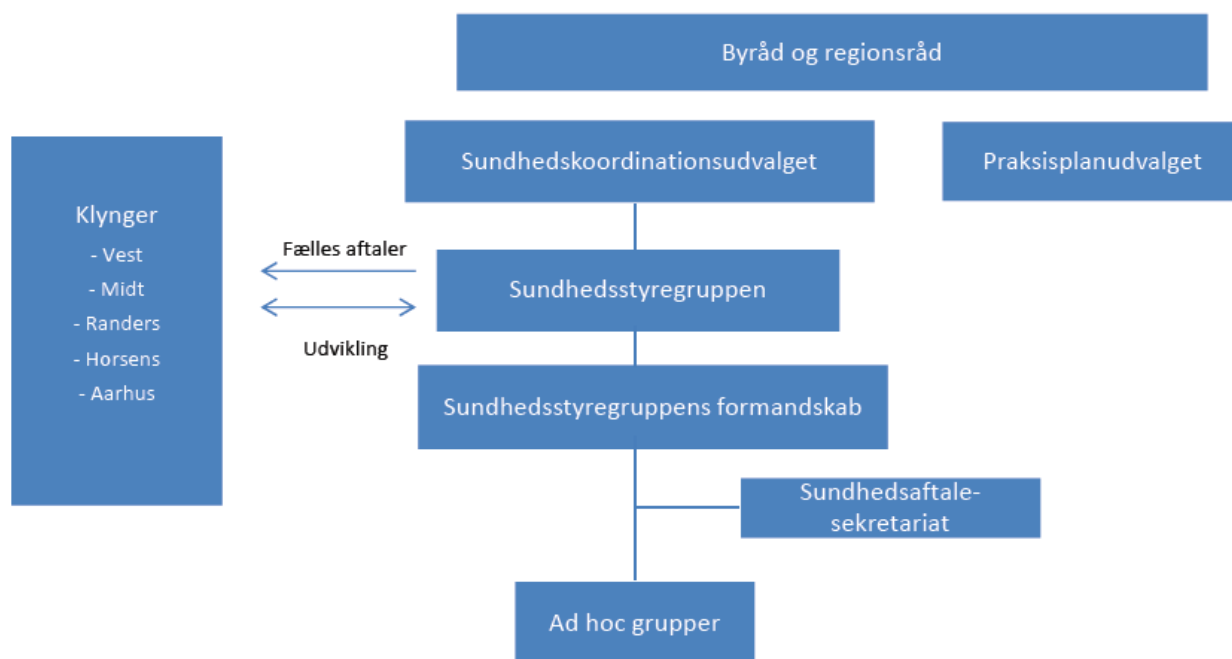 Byråd og regionsråd
Sundhedskoordinationsudvalget
Praksisplanudvalget
Klynger
- Vest
- Midt
- Randers
- Horsens
- Aarhus
Fælles aftaler
Udvikling
Sundhedsstyregruppen
Sundhedsstyregruppens formandskab
Sundhedsaftale-
sekretariat
Ad hoc grupper